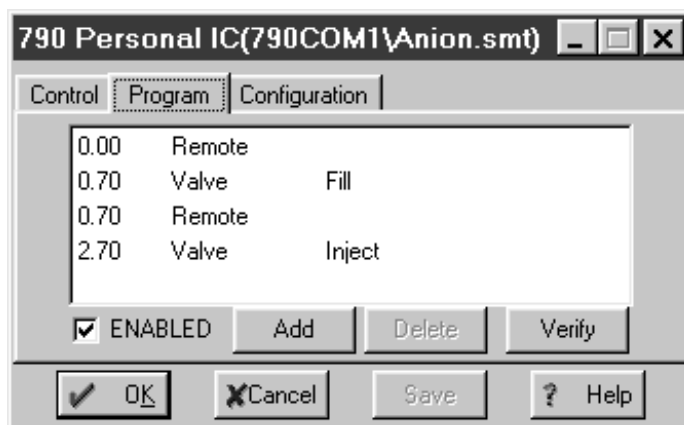 790 Personal IC(790COM1\Anion.smt)
Control Program Configuration
0.00 Remote
0.70 Valve Fill
0.70 Remote
2.70 Valve Inject
ENABLED Add Delete Verify
OK Cancel Save ? Help